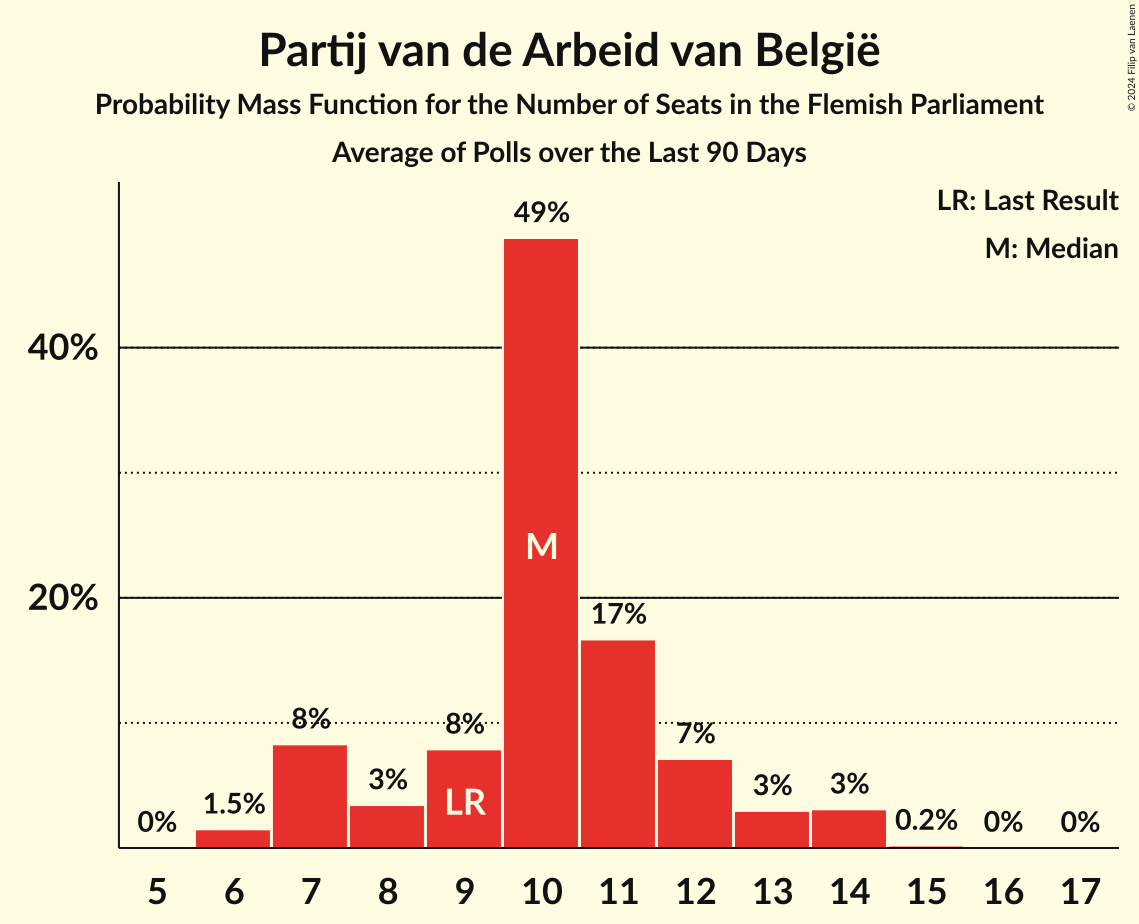 Partij van de Arbeid van België
Probability Mass Function for the Number of Seats in the Flemish Parliament
Average of Polls over the Last 90 Days
© 2024 Filip van Laenen
LR: Last Result
M: Median
49%
40%
M
20%
17%
8%
8%
7%
3%
3%
3%
LR
1.5%
0%
0.2%
0%
0%
5 6 7 8 9 10 11 12 13 14 15 16 17